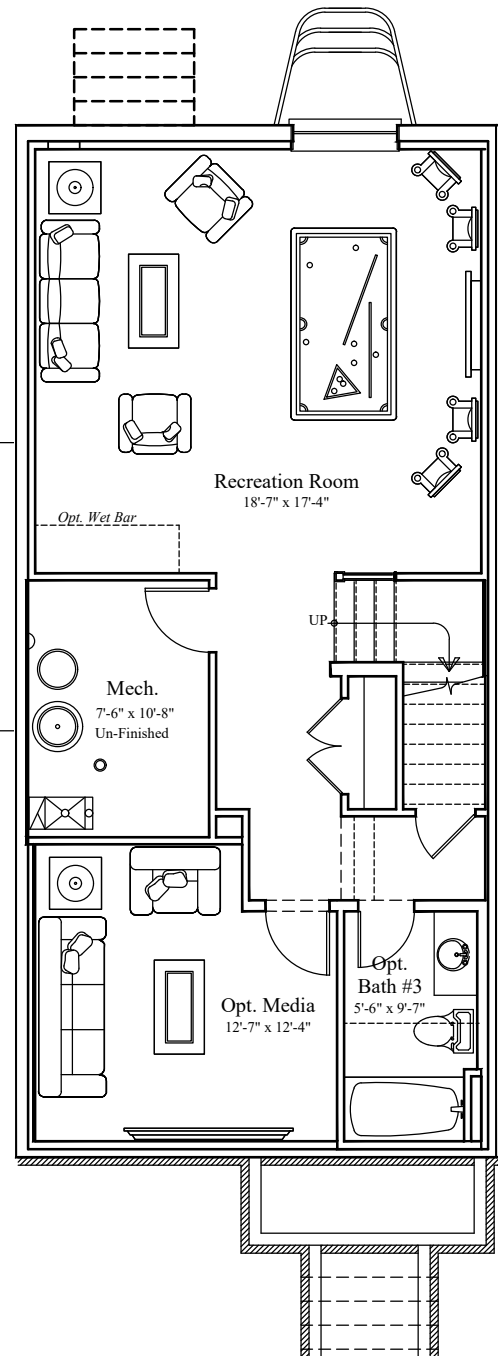 Recreation Room
18'-7" x 17'-4"
Opt. Wet Bar
UP
Mech.
7'-6" x 10'-8"
Un-Finished
Opt.
Bath #3
5'-6" x 9'-7"
Opt. Media
12'-7" x 12'-4"